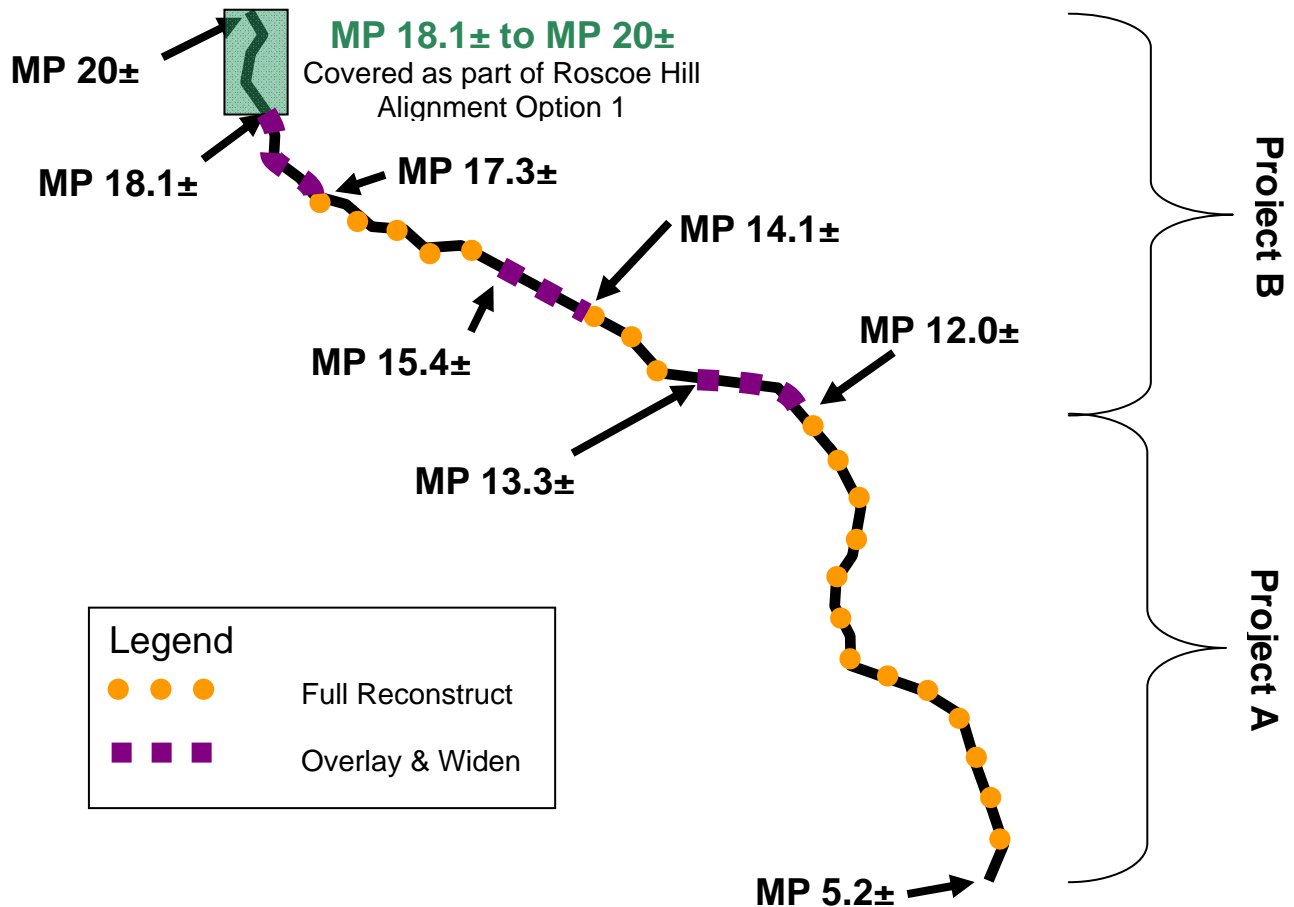 MP 18.1± to MP 20±
Covered as part of Roscoe Hill
Alignment Option 1
MP 20±
MP 18.1±
MP 17.3±
MP 14.1±
MP 15.4±
MP 12.0±
MP 13.3±
Project B
Project A
Legend
Full Reconstruct
Overlay & Widen
MP 5.2±